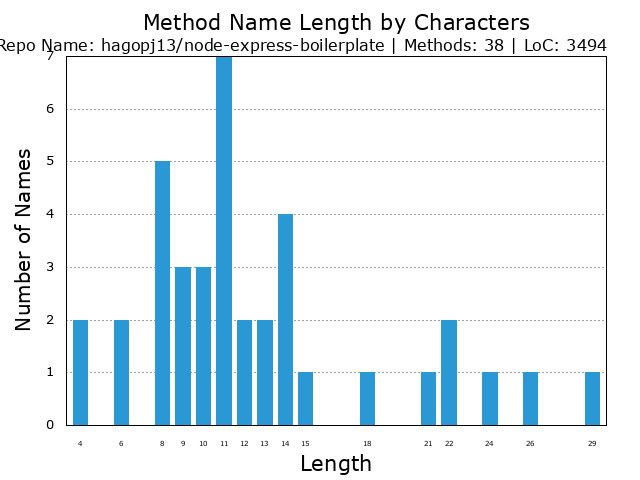 Method Name Length by Characters
Repo Name: hagopj13/node-express-boilerplate | Methods: 38 | LoC: 3494
7
6
5
4
3
2
1
0
Number of Names
4 6 8 9 10 11 12 13 14 15 18 21 22 24 26 29
Length